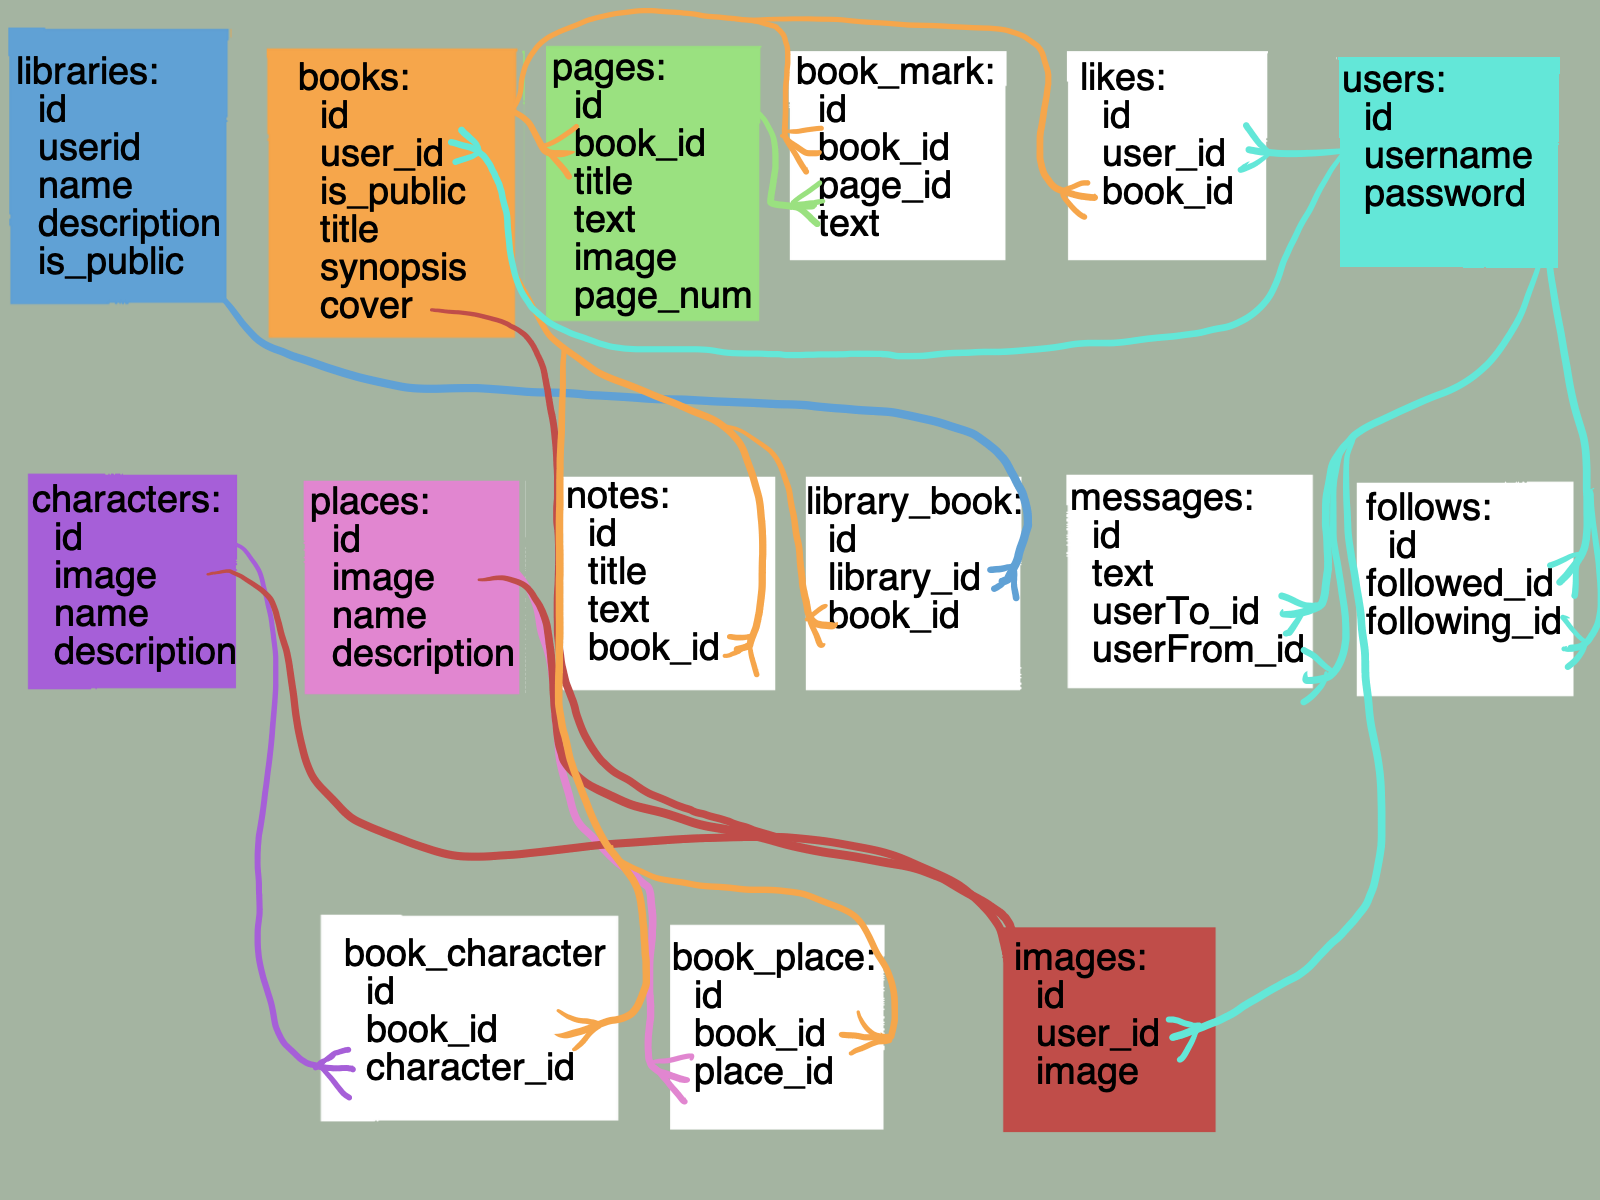 libraries:
id
userid
name
description
is_public
books:
id
user_id
is_public
title
synopsis
cover
pages:
id
book_id
title
text
image
page_num
book_mark:
id
book_id
page_id
text
likes:
id
user_id
book_id
users:
id
username
password
characters:
id
image
name
description
places:
id
image
name
description
notes:
id
title
text
book_id
library_book:
id
library_id
book_id
messages:
id
text
userTo_id
userFrom_id
follows:
id
followed_id
following_id
book_character
id
book_id
character_id
book_place:
id
book_id
place_id
images:
id
user_id
image